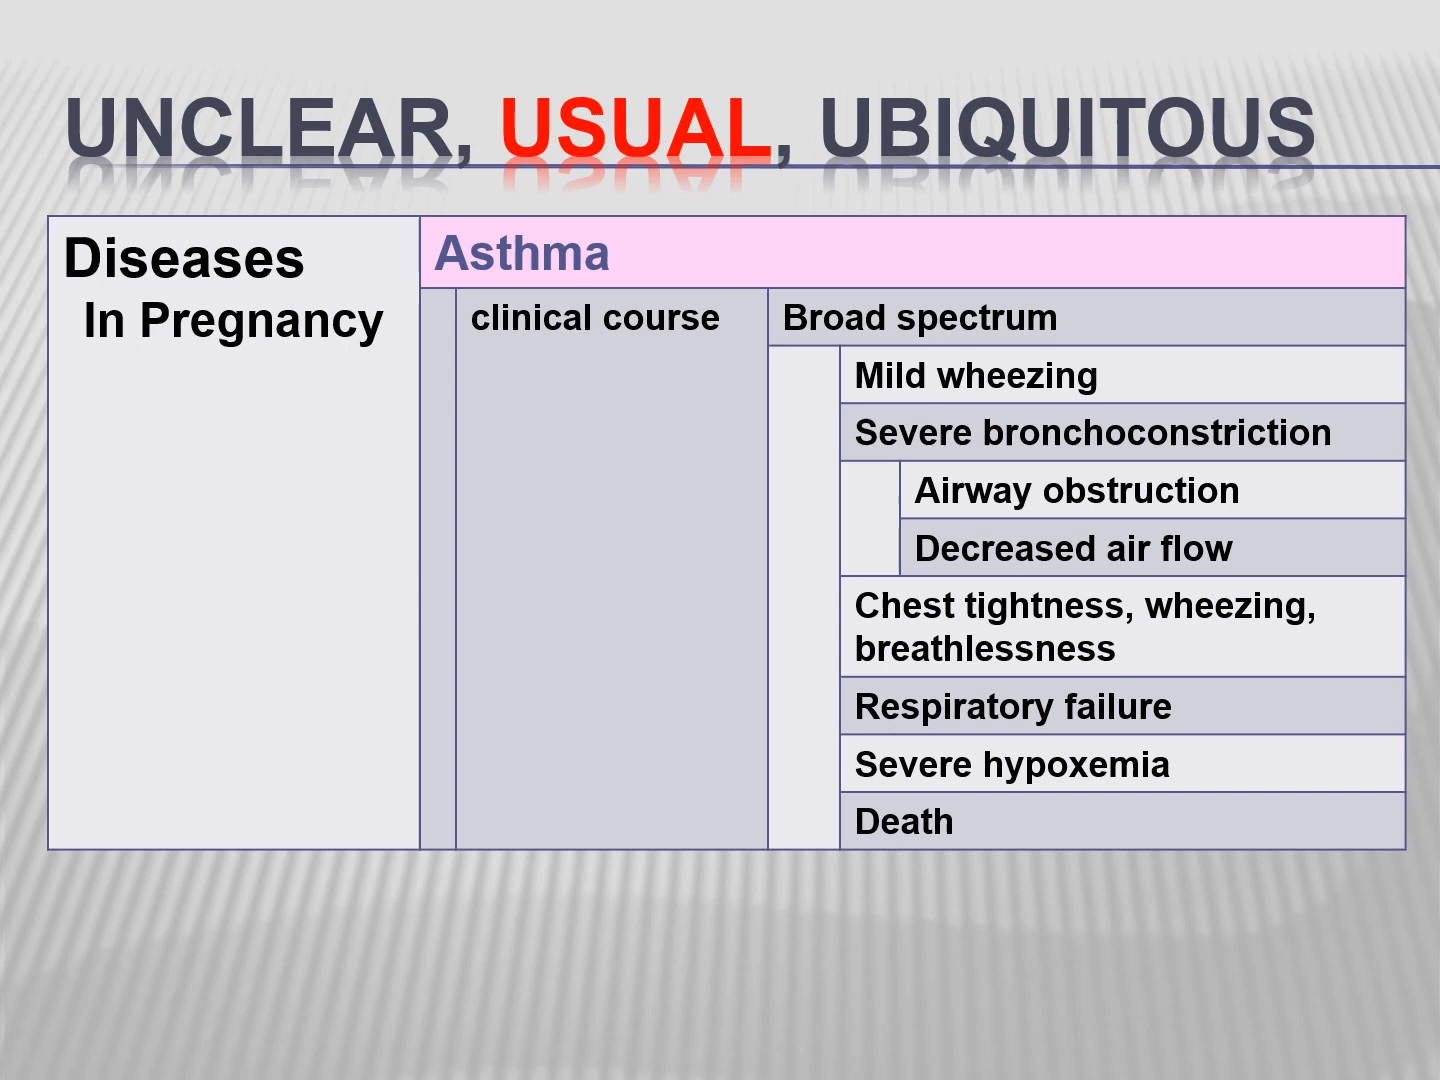 UNCLEAR, USUAL, UBIQUITOUS
Diseases
In Pregnancy
Asthma
clinical course
Broad spectrum
Mild wheezing
Severe bronchoconstriction
Airway obstruction
Decreased air flow
Chest tightness, wheezing,
breathlessness
Respiratory failure
Severe hypoxemia
Death